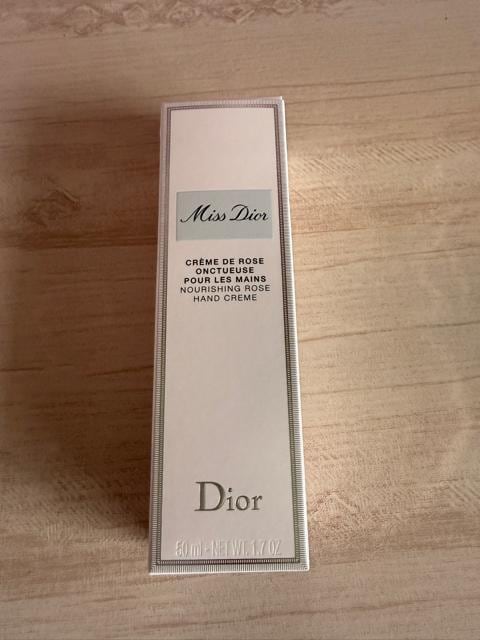 Miss Dior
CRÈME DE ROSE
ONCTUEUSE
POUR LES MAINS
NOURISHING ROSE
HAND CREME
Dior
50 ml - NET WT. 1.7 OZ